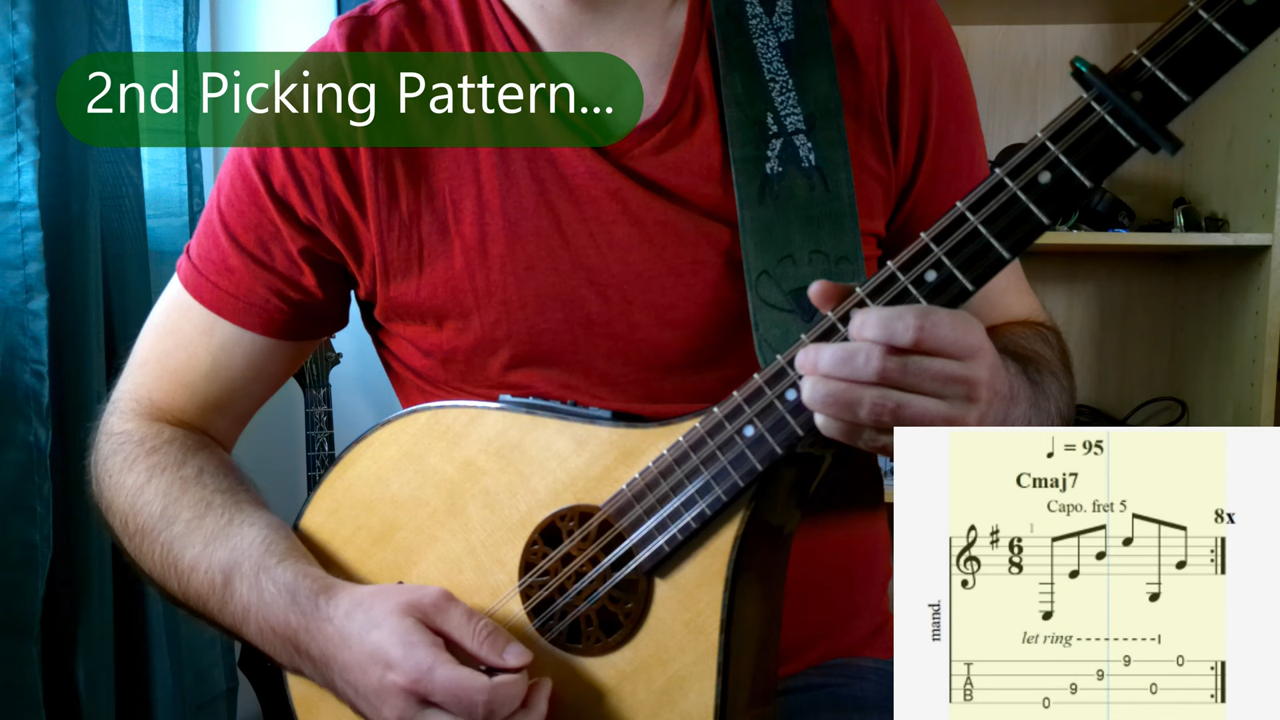 2nd Picking Pattern...
♩ = 95
Cmaj7
Capo. fret 5
8x
1
6
8
mand.
let ring
T
A
B
9 0
9
9 0
0